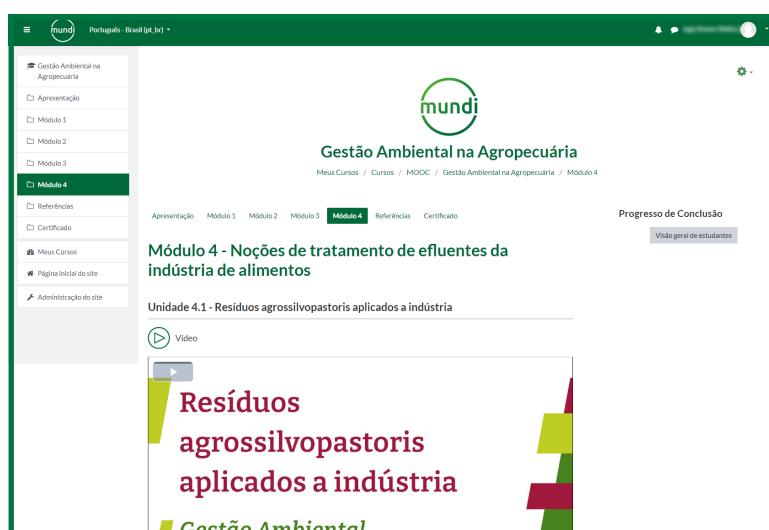 mundi
Português - Brasil (pt_br)
Gestão Ambiental na
Agropecuária
Apresentação
Módulo 1
Módulo 2
Módulo 3
Módulo 4
Referências
Certificado
Meus Cursos
Página inicial do site
Administração do site
mundi
Gestão Ambiental na Agropecuária
Meus Cursos / Cursos / MOOC / Gestão Ambiental na Agropecuária / Módulo 4
Apresentação Módulo 1 Módulo 2 Módulo 3 Módulo 4 Referências Certificado
Progresso de Conclusão
Visão geral de estudantes
Módulo 4 - Noções de tratamento de efluentes da
indústria de alimentos
Unidade 4.1 - Resíduos agrossilvopastoris aplicados a indústria
Vídeo
Resíduos
agrossilvopastoris
aplicados a indústria
Gestão Ambiental